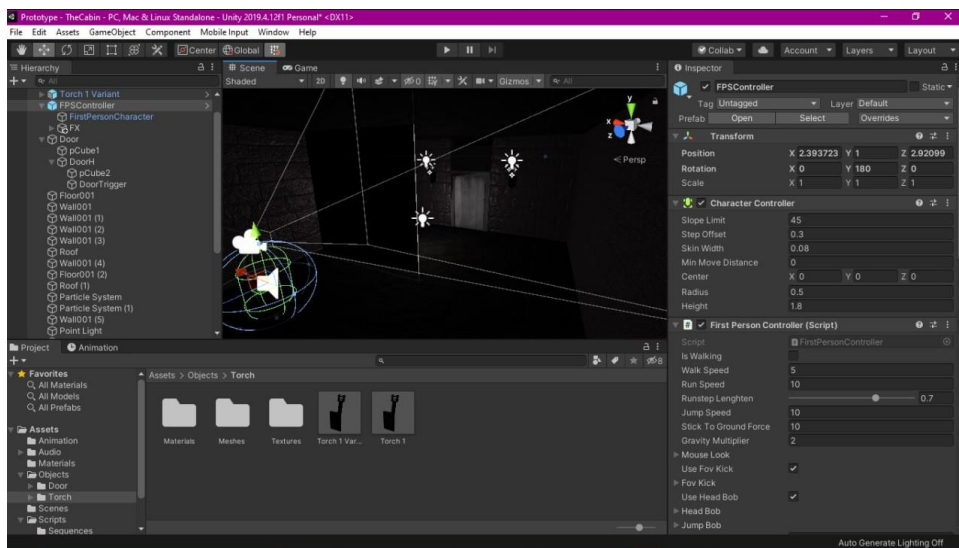 Prototype - TheCabin - PC, Mac & Linux Standalone - Unity 2019.4.12f1 Personal* <DX11>
File Edit Assets GameObject Component Mobile Input Window Help
Center Global
Collab Account Layers Layout
Hierarchy
All
Torch 1 Variant
FPSController
FirstPersonCharacter
FX
Door
pCube1
DoorH
pCube2
DoorTrigger
Floor001
Wall001
Wall001 (1)
Wall001 (2)
Wall001 (3)
Roof
Wall001 (4)
Floor001 (2)
Roof (1)
Particle System
Particle System (1)
Wall001 (5)
Point Light
Scene Game
Shaded 2D 0 Gizmos All
y
x
z
Persp
Inspector
FPSController Static
Tag Untagged Layer Default
Prefab Open Select Overrides
Transform
Position X 2.393723 Y 1 Z 2.92099
Rotation X 0 Y 180 Z 0
Scale X 1 Y 1 Z 1
Character Controller
Slope Limit 45
Step Offset 0.3
Skin Width 0.08
Min Move Distance 0
Center X 0 Y 0 Z 0
Radius 0.5
Height 1.8
First Person Controller (Script)
Script FirstPersonController
Is Walking
Walk Speed 5
Run Speed 10
Runstep Lenghten 0.7
Jump Speed 10
Stick To Ground Force 10
Gravity Multiplier 2
Mouse Look
Use Fov Kick
Fov Kick
Use Head Bob
Head Bob
Jump Bob
Project Animation
8
Favorites
All Materials
All Models
All Prefabs
Assets
Animation
Audio
Materials
Objects
Door
Torch
Scenes
Scripts
Sequences
Assets > Objects > Torch
Materials Meshes Textures Torch 1 Var... Torch 1
Auto Generate Lighting Off